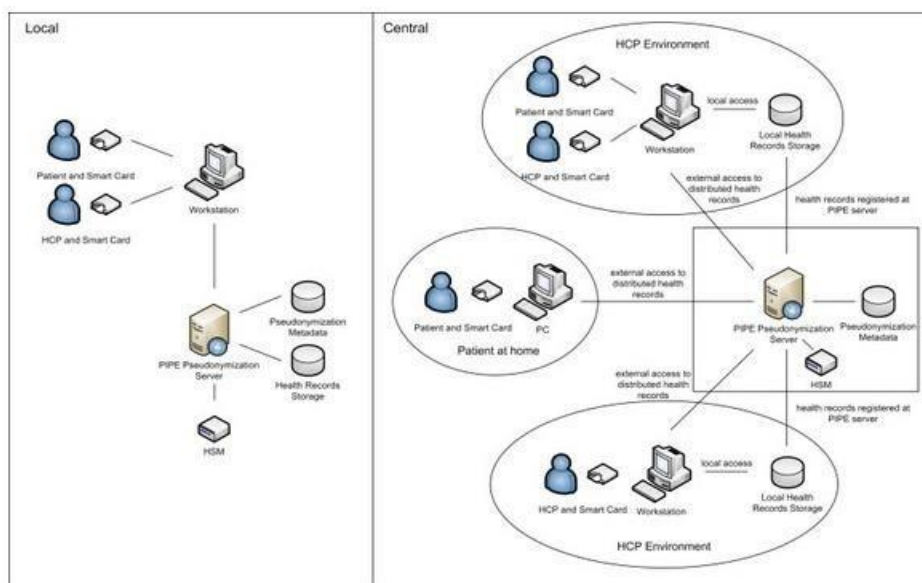 Local
Patient and Smart Card
HCP and Smart Card
Workstation
PIPE Pseudonymization
Server
Pseudonymization
Metadata
Health Records
Storage
HSM
Central
HCP Environment
Patient and Smart Card
HCP and Smart Card
Workstation
local access
Local Health
Records Storage
external access to
distributed health
records
health records registered at
PIPE server
Patient and Smart Card
PC
Patient at home
external access to
distributed health
records
PIPE Pseudonymization
Server
Pseudonymization
Metadata
HSM
external access to
distributed health
records
health records registered at
PIPE server
HCP and Smart Card
Workstation
local access
Local Health
Records Storage
HCP Environment